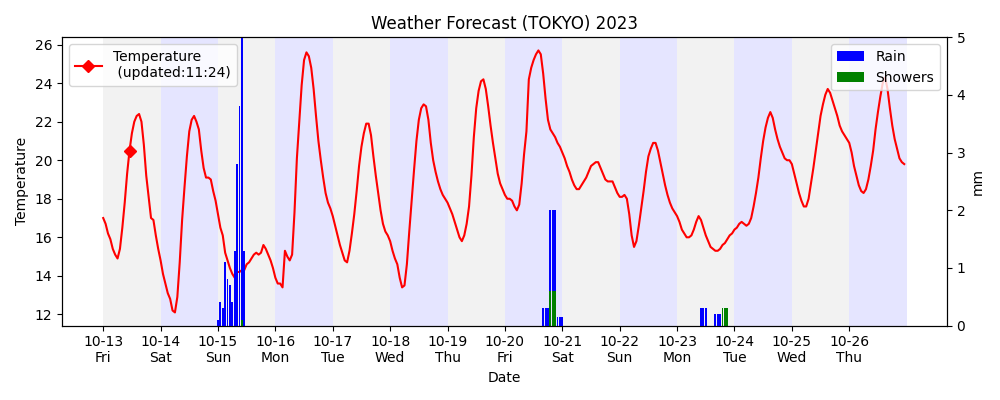 Weather Forecast (TOKYO) 2023
Temperature
(updated:11:24)
Rain
Showers
Temperature
26
24
22
20
18
16
14
12
5
4
3
2
1
0
mm
10-13 10-14 10-15 10-16 10-17 10-18 10-19 10-20 10-21 10-22 10-23 10-24 10-25 10-26
Fri Sat Sun Mon Tue Wed Thu Fri Sat Sun Mon Tue Wed Thu
Date